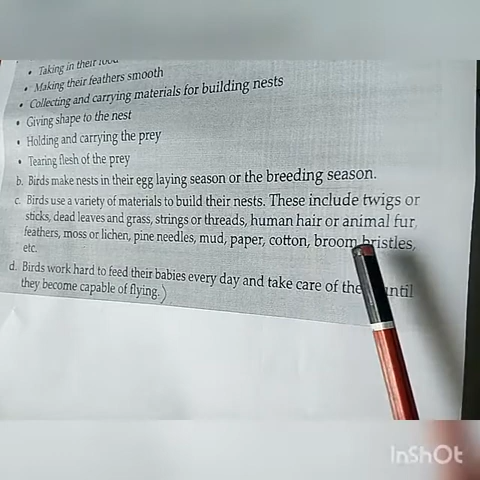 • Taking in their food
• Making their feathers smooth
• Collecting and carrying materials for building nests
• Giving shape to the nest
• Holding and carrying the prey
• Tearing flesh of the prey
b. Birds make nests in their egg laying season or the breeding season.
c. Birds use a variety of materials to build their nests. These include twigs or
sticks, dead leaves and grass, strings or threads, human hair or animal fur,
feathers, moss or lichen, pine needles, mud, paper, cotton, broom bristles,
etc.
d. Birds work hard to feed their babies every day and take care of the until
they become capable of flying.)
InShOt